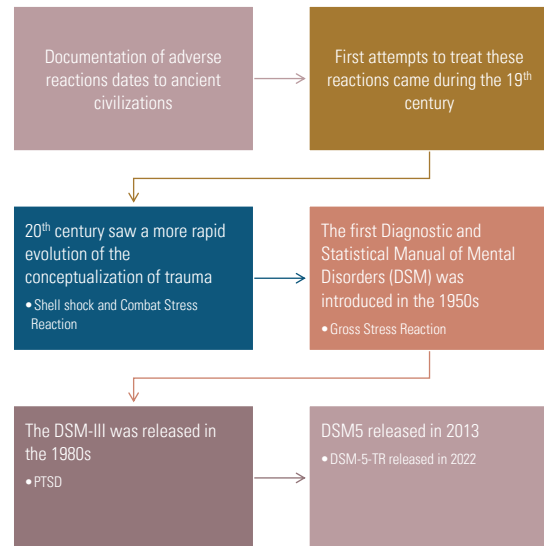 Documentation of adverse
reactions dates to ancient
civilizations
First attempts to treat these
reactions came during the 19th
century
20th century saw a more rapid
evolution of the
conceptualization of trauma
• Shell shock and Combat Stress
Reaction
The first Diagnostic and
Statistical Manual of Mental
Disorders (DSM) was
introduced in the 1950s
• Gross Stress Reaction
The DSM-III was released in
the 1980s
• PTSD
DSM5 released in 2013
• DSM-5-TR released in 2022